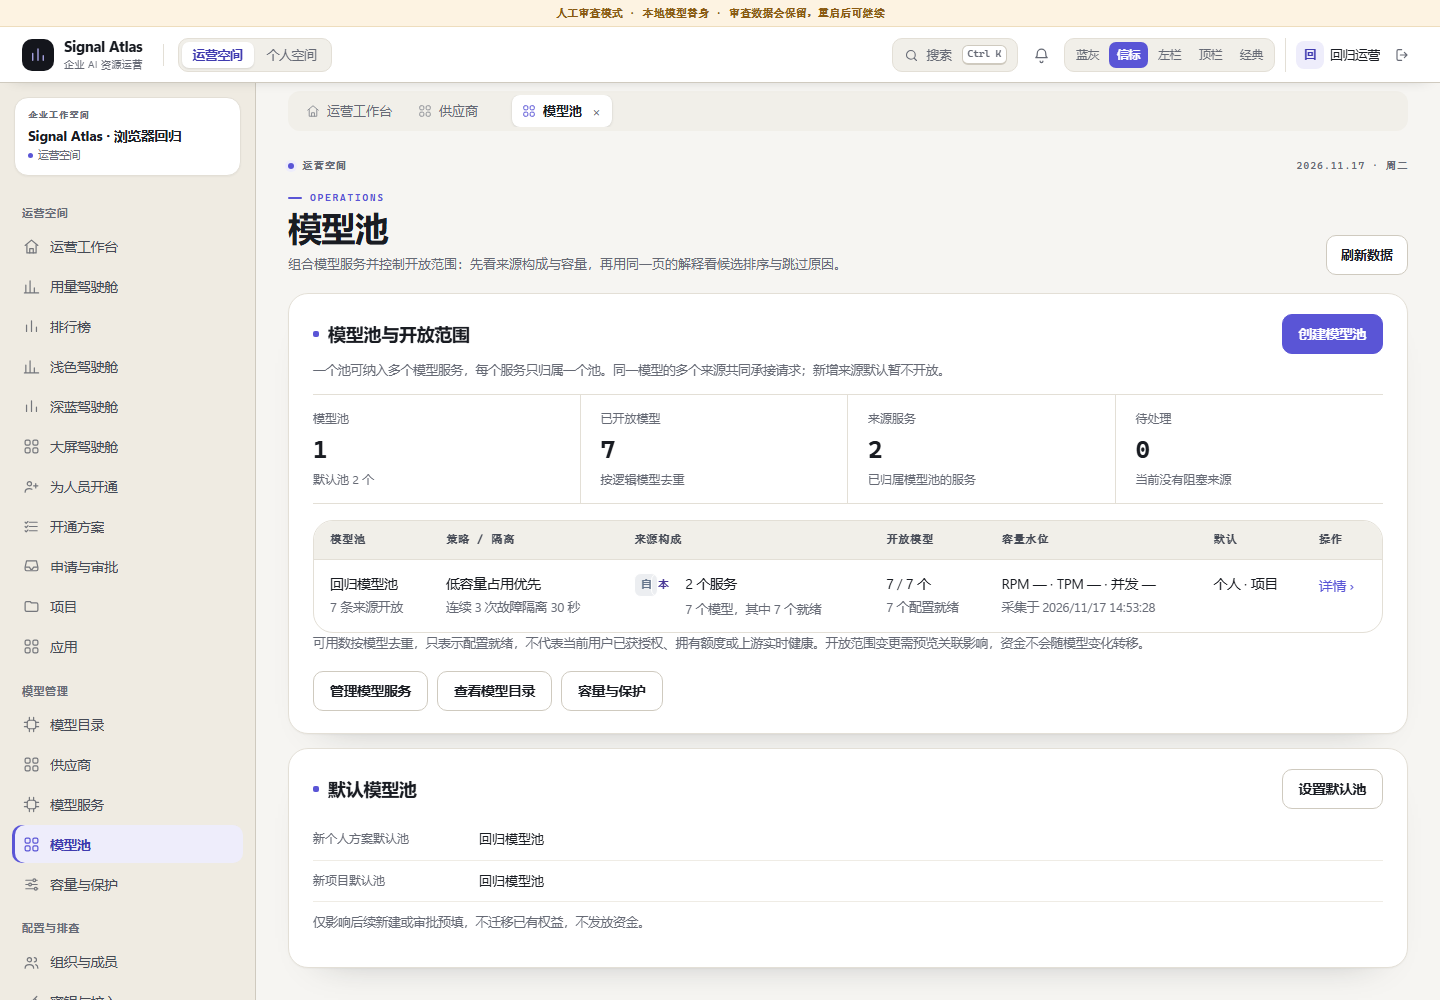 人工审查模式 · 本地模型替身 · 审查数据会保留，重启后可继续
Signal Atlas
企业 AI 资源运营
运营空间
个人空间
搜索
Ctrl K
蓝灰
信标
左栏
顶栏
经典
回
回归运营
企业工作空间
Signal Atlas · 浏览器回归
运营空间
运营空间
运营工作台
用量驾驶舱
排行榜
浅色驾驶舱
深蓝驾驶舱
大屏驾驶舱
为人员开通
开通方案
申请与审批
项目
应用
模型管理
模型目录
供应商
模型服务
模型池
容量与保护
配置与排查
组织与成员
运营工作台
供应商
模型池 ×
运营空间
2026.11.17 · 周二
OPERATIONS
模型池
组合模型服务并控制开放范围：先看来源构成与容量，再用同一页的解释看候选排序与跳过原因。
刷新数据
模型池与开放范围
创建模型池
一个池可纳入多个模型服务，每个服务只归属一个池。同一模型的多个来源共同承接请求；新增来源默认暂不开放。
模型池
1
默认池 2 个
已开放模型
7
按逻辑模型去重
来源服务
2
已归属模型池的服务
待处理
0
当前没有阻塞来源
模型池 策略 / 隔离 来源构成 开放模型 容量水位 默认 操作
回归模型池 低容量占用优先 自 本 2 个服务 7 / 7 个 RPM — · TPM — · 并发 — 个人 · 项目 详情 ›
7 条来源开放 连续 3 次故障隔离 30 秒 7 个模型，其中 7 个就绪 7 个配置就绪 采集于 2026/11/17 14:53:28
可用数按模型去重，只表示配置就绪，不代表当前用户已获授权、拥有额度或上游实时健康。开放范围变更需预览关联影响，资金不会随模型变化转移。
管理模型服务
查看模型目录
容量与保护
默认模型池
设置默认池
新个人方案默认池 回归模型池
新项目默认池 回归模型池
仅影响后续新建或审批预填，不迁移已有权益，不发放资金。